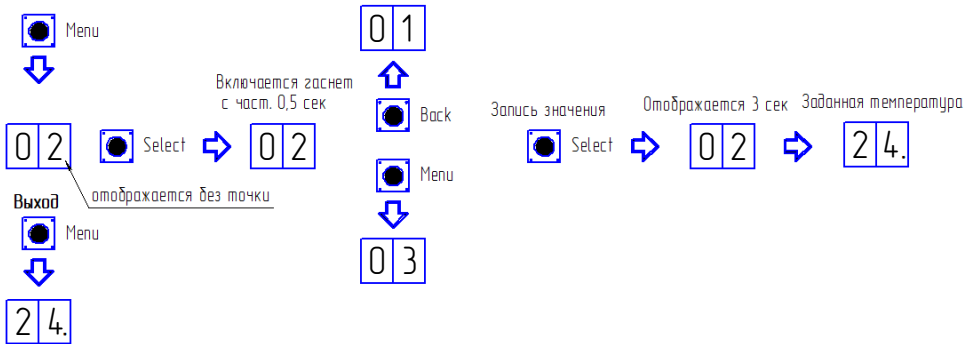 Menu
02
Select
Включается гаснет
с част. 0,5 сек
02
отображается без точки
Выход
Menu
24.
01
Back
Menu
03
Запись значения
Select
Отображается 3 сек
02
Заданная температура
24.